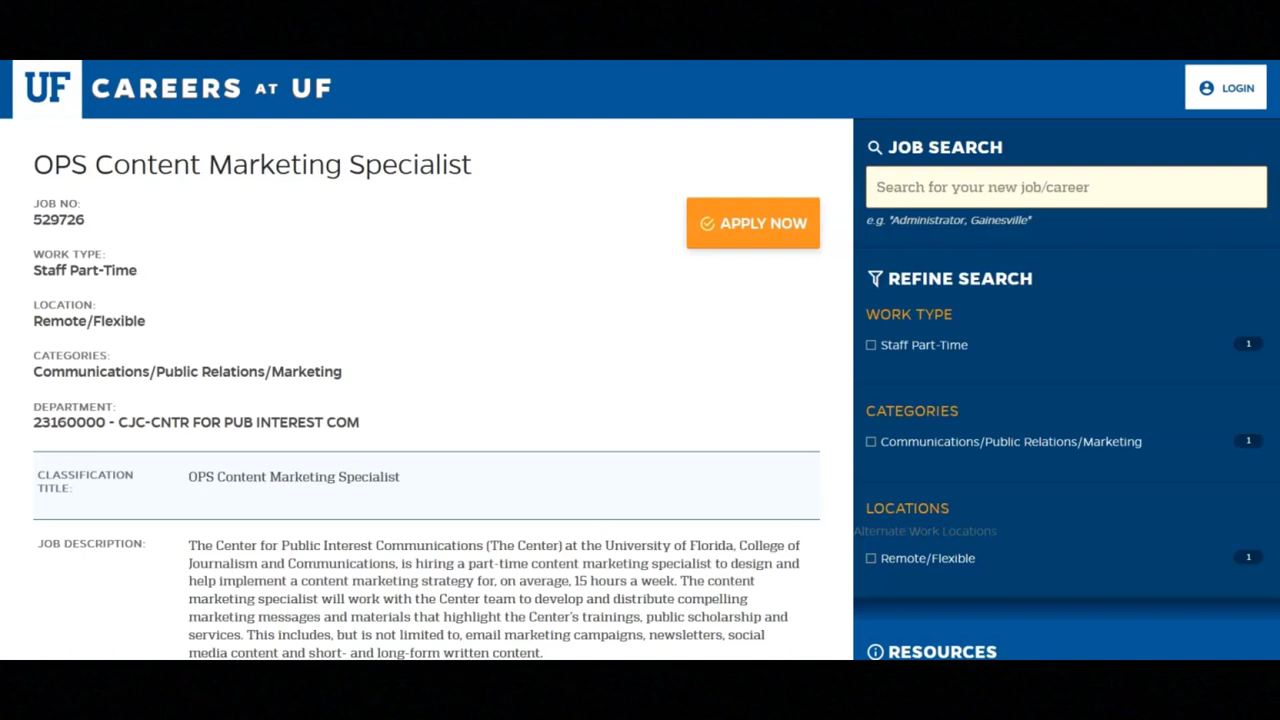 UF CAREERS AT UF
LOGIN
OPS Content Marketing Specialist
JOB NO:
529726
APPLY NOW
WORK TYPE:
Staff Part-Time
LOCATION:
Remote/Flexible
CATEGORIES:
Communications/Public Relations/Marketing
DEPARTMENT:
23160000 - CJC-CNTR FOR PUB INTEREST COM
CLASSIFICATION
TITLE:
OPS Content Marketing Specialist
JOB DESCRIPTION:
The Center for Public Interest Communications (The Center) at the University of Florida, College of
Journalism and Communications, is hiring a part-time content marketing specialist to design and
help implement a content marketing strategy for, on average, 15 hours a week. The content
marketing specialist will work with the Center team to develop and distribute compelling
marketing messages and materials that highlight the Center's trainings, public scholarship and
services. This includes, but is not limited to, email marketing campaigns, newsletters, social
media content and short- and long-form written content.
JOB SEARCH
Search for your new job/career
e.g. "Administrator, Gainesville"
REFINE SEARCH
WORK TYPE
Staff Part-Time 1
CATEGORIES
Communications/Public Relations/Marketing 1
LOCATIONS
Alternate Work Locations
Remote/Flexible 1
RESOURCES